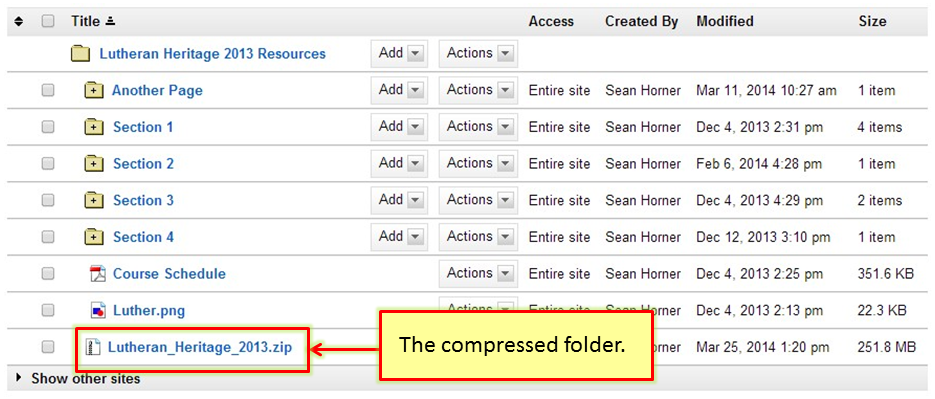 Title Access Created By Modified Size
Lutheran Heritage 2013 Resources Add Actions
Another Page Add Actions Entire site Sean Horner Mar 11, 2014 10:27 am 1 item
Section 1 Add Actions Entire site Sean Horner Dec 4, 2013 2:31 pm 4 items
Section 2 Add Actions Entire site Sean Horner Feb 6, 2014 4:28 pm 1 item
Section 3 Add Actions Entire site Sean Horner Dec 4, 2013 4:29 pm 2 items
Section 4 Add Actions Entire site Sean Horner Dec 12, 2013 3:10 pm 1 item
Course Schedule Actions Entire site Sean Horner Dec 4, 2013 2:25 pm 351.6 KB
Luther.png Actions Entire site Sean Horner Dec 4, 2013 2:13 pm 22.3 KB
Lutheran_Heritage_2013.zip The compressed folder. Horner Mar 25, 2014 1:20 pm 251.8 MB
Show other sites